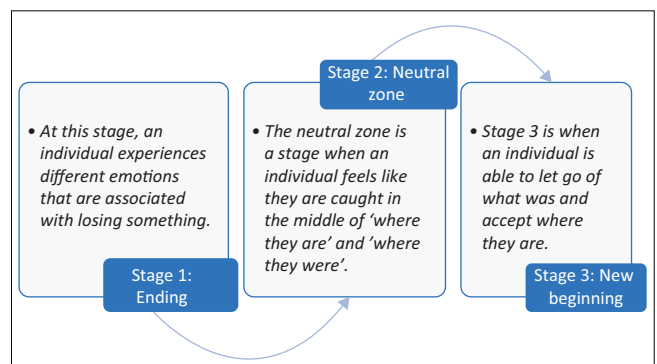 • At this stage, an
individual experiences
different emotions
that are associated
with losing something.
Stage 1:
Ending
Stage 2: Neutral
zone
• The neutral zone is
a stage when an
individual feels like
they are caught in
the middle of ‘where
they are’ and ’where
they were’.
• Stage 3 is when
an individual is
able to let go of
what was and
accept where
they are.
Stage 3: New
beginning